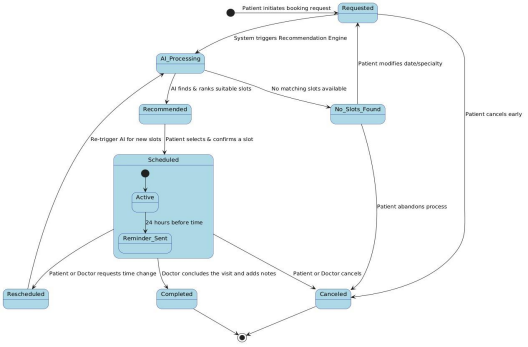 Patient initiates booking request
Requested
System triggers Recommendation Engine
AI_Processing
Patient modifies date/specialty
AI finds & ranks suitable slots
No matching slots available
Recommended
No_Slots_Found
Patient cancels early
Re-trigger AI for new slots
Patient selects & confirms a slot
Scheduled
Active
Patient abandons process
24 hours before time
Reminder_Sent
Patient or Doctor requests time change
Doctor concludes the visit and adds notes
Patient or Doctor cancels
Rescheduled
Completed
Canceled